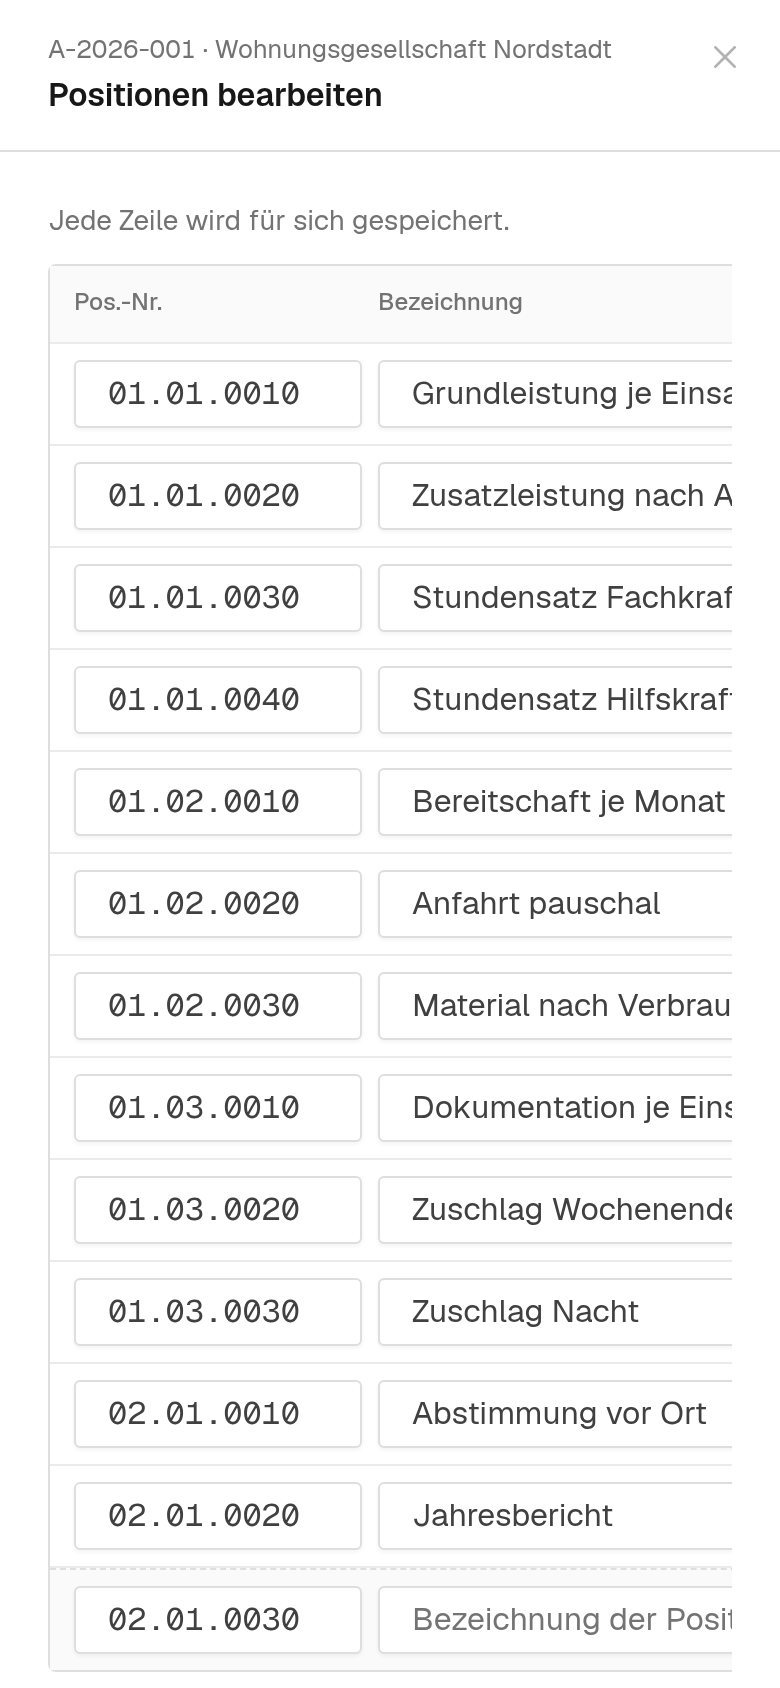 A-2026-001 · Wohnungsgesellschaft Nordstadt
Positionen bearbeiten
Jede Zeile wird für sich gespeichert.
Pos.-Nr. Bezeichnung
01.01.0010 Grundleistung je
01.01.0020 Zusatzleistung nach
01.01.0030 Stundensatz
01.01.0040 Stundensatz
01.02.0010 Bereitschaft je Monat
01.02.0020 Anfahrt pauschal
01.02.0030 Material nach
01.03.0010 Dokumentation je
01.03.0020 Zuschlag
01.03.0030 Zuschlag Nacht
02.01.0010 Abstimmung vor Ort
02.01.0020 Jahresbericht
02.01.0030 Bezeichnung der